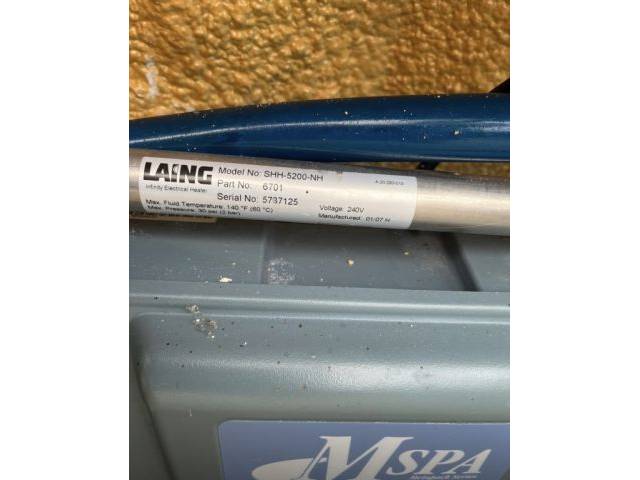 LAING
Infinity Electrical Heater
Model No: SHH-5200-NH
Part No: 6701
Serial No: 5737125
Max. Fluid Temperature: 140 °F (60 °C)
Max. Pressure: 30 psi (2 bar)
Voltage: 240V
Manufactured: 01/07 H
MSPA